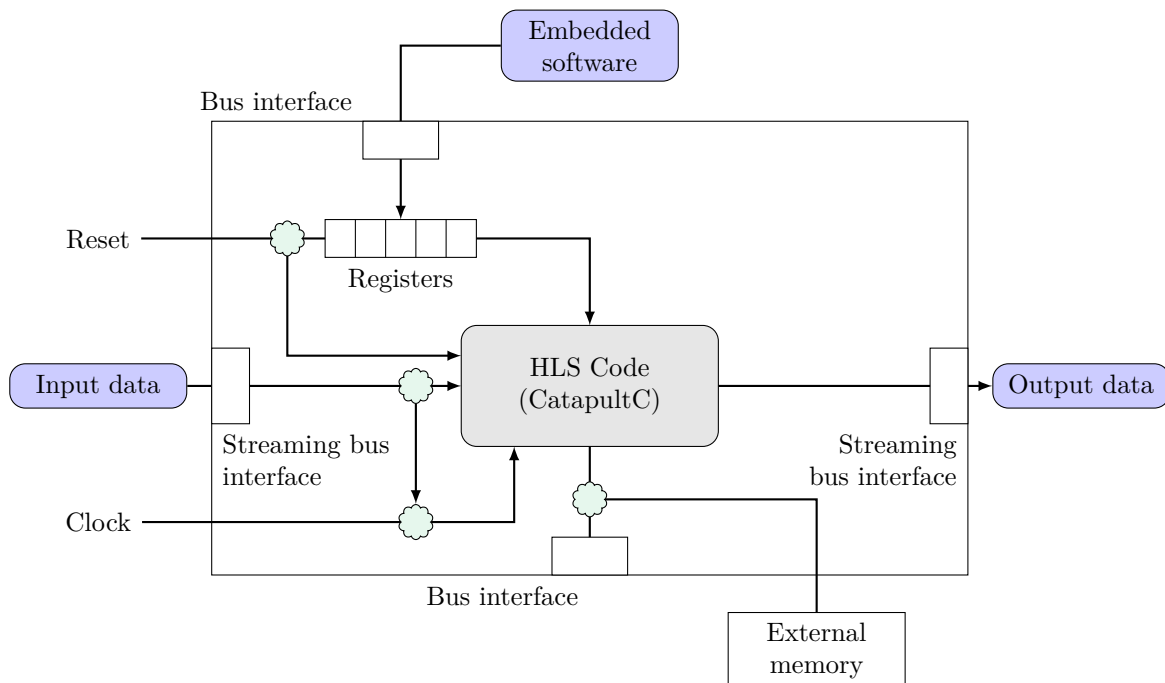 Embedded
software
Bus interface
Reset
Registers
HLS Code
(CatapultC)
Input data
Output data
Streaming bus
interface
Streaming
bus interface
Clock
Bus interface
External
memory